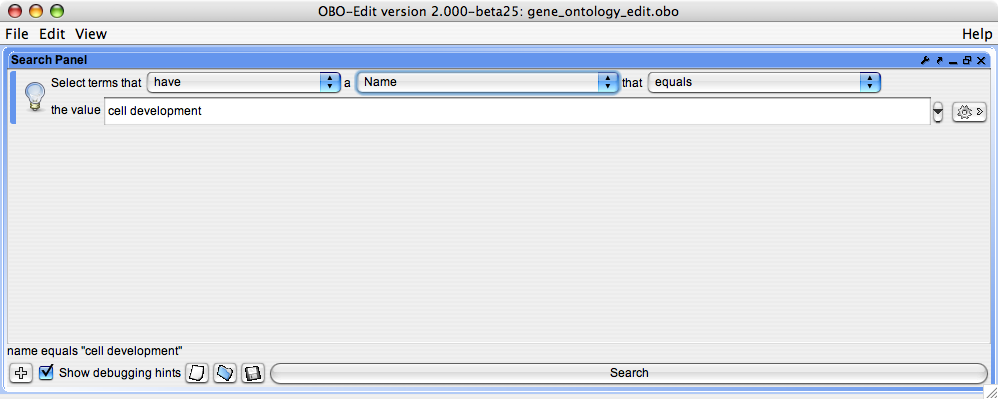 OBO-Edit version 2.000-beta25: gene_ontology_edit.obo
File Edit View Help
Search Panel
Select terms that have a Name that equals
the value cell development
name equals "cell development"
Show debugging hints Search